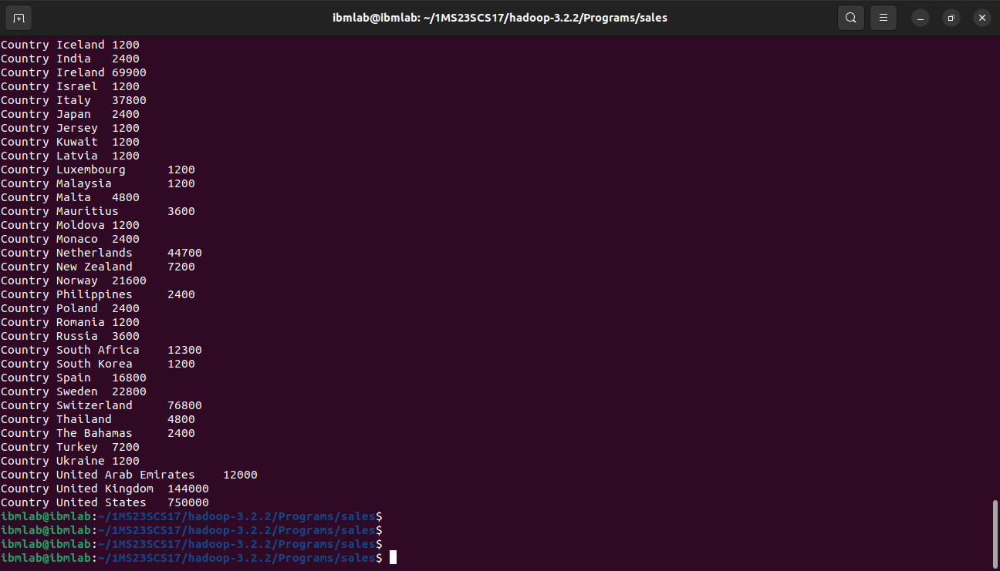 ibmlab@ibmlab: ~/1MS23SCS17/hadoop-3.2.2/Programs/sales
Country Iceland 1200
Country India   2400
Country Ireland 69900
Country Israel  1200
Country Italy   37800
Country Japan   2400
Country Jersey  1200
Country Kuwait  1200
Country Latvia  1200
Country Luxembourg      1200
Country Malaysia        1200
Country Malta   4800
Country Mauritius       3600
Country Moldova 1200
Country Monaco  2400
Country Netherlands     44700
Country New Zealand     7200
Country Norway  21600
Country Philippines     2400
Country Poland  2400
Country Romania 1200
Country Russia  3600
Country South Africa    12300
Country South Korea     1200
Country Spain   16800
Country Sweden  22800
Country Switzerland     76800
Country Thailand        4800
Country The Bahamas     2400
Country Turkey  7200
Country Ukraine 1200
Country United Arab Emirates    12000
Country United Kingdom  144000
Country United States   750000
ibmlab@ibmlab:~/1MS23SCS17/hadoop-3.2.2/Programs/sales$
ibmlab@ibmlab:~/1MS23SCS17/hadoop-3.2.2/Programs/sales$
ibmlab@ibmlab:~/1MS23SCS17/hadoop-3.2.2/Programs/sales$
ibmlab@ibmlab:~/1MS23SCS17/hadoop-3.2.2/Programs/sales$